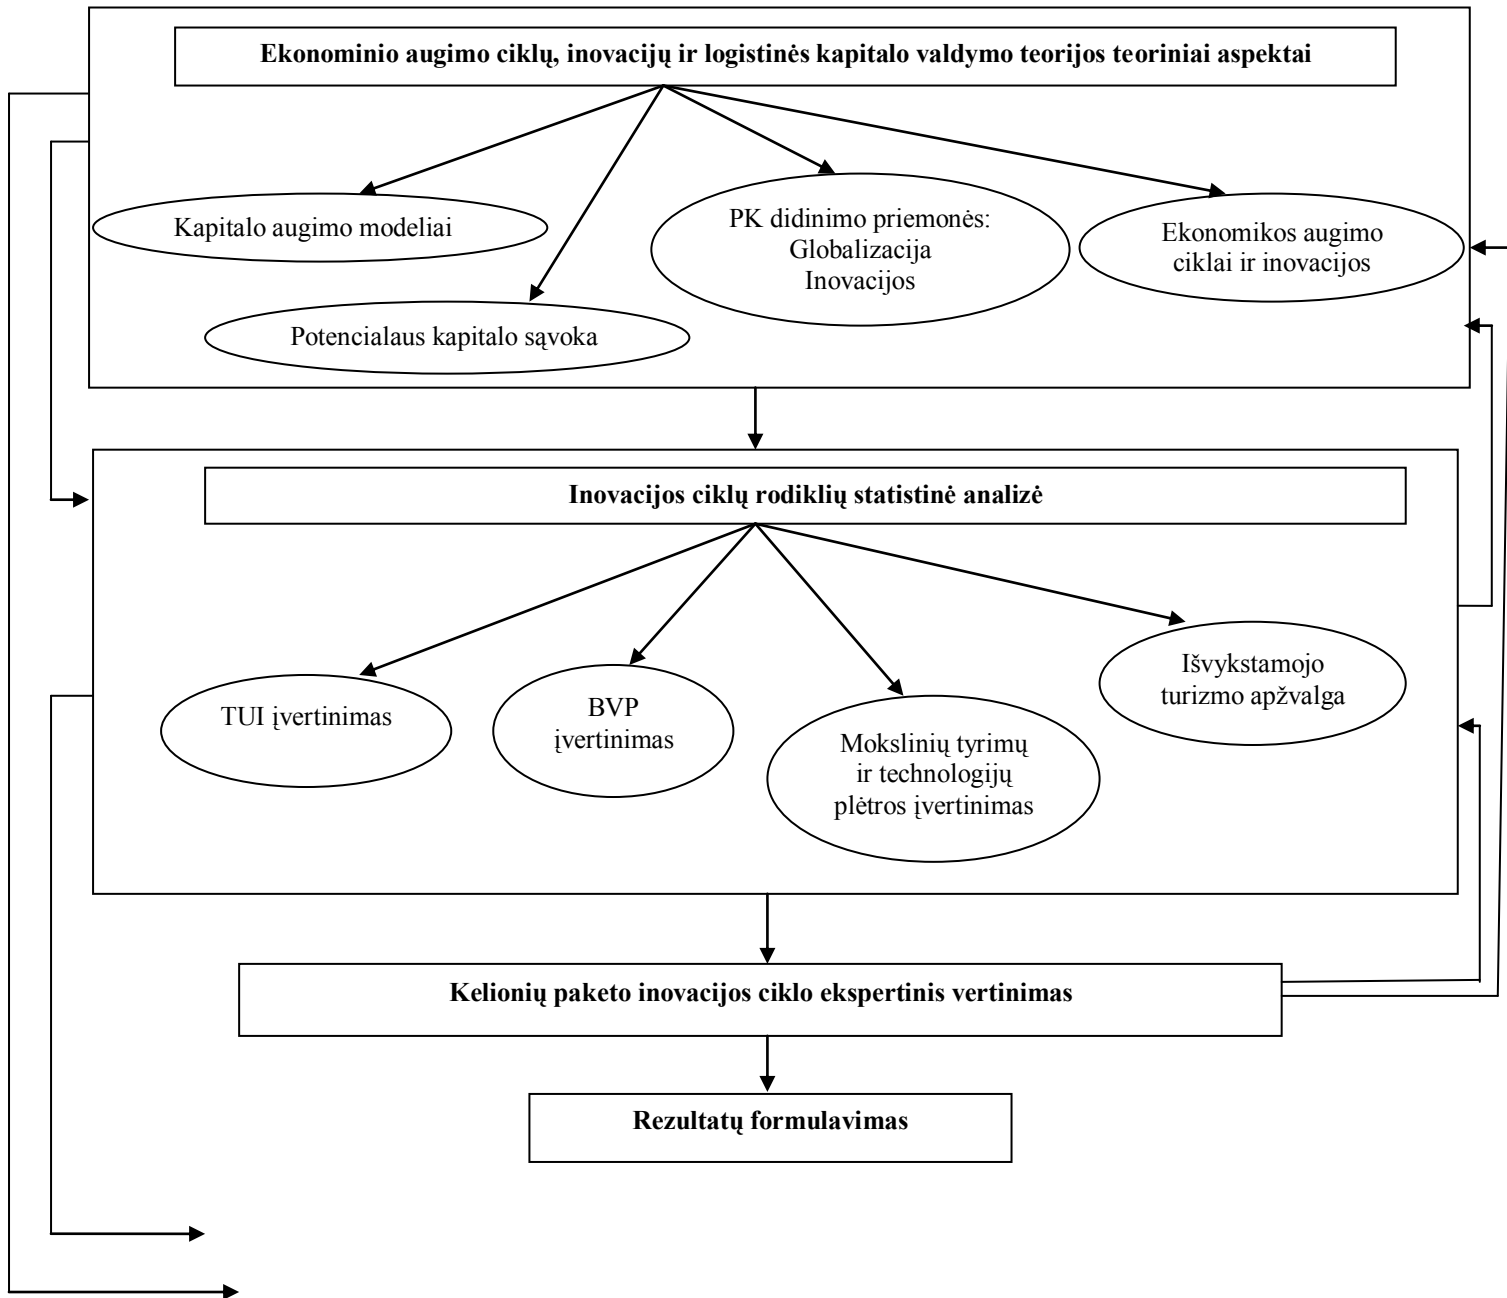 Ekonominio augimo ciklų, inovacijų ir logistinės kapitalo valdymo teorijos teoriniai aspektai
Kapitalo augimo modeliai
PK didinimo priemonės:
Globalizacija
Inovacijos
Ekonomikos augimo
ciklai ir inovacijos
Potencialaus kapitalo sąvoka
Inovacijos ciklų rodiklių statistinė analizė
TUI įvertinimas
BVP
įvertinimas
Mokslinių tyrimų
ir technologijų
plėtros įvertinimas
Išvykstamojo
turizmo apžvalga
Kelionių paketo inovacijos ciklo ekspertinis vertinimas
Rezultatų formulavimas